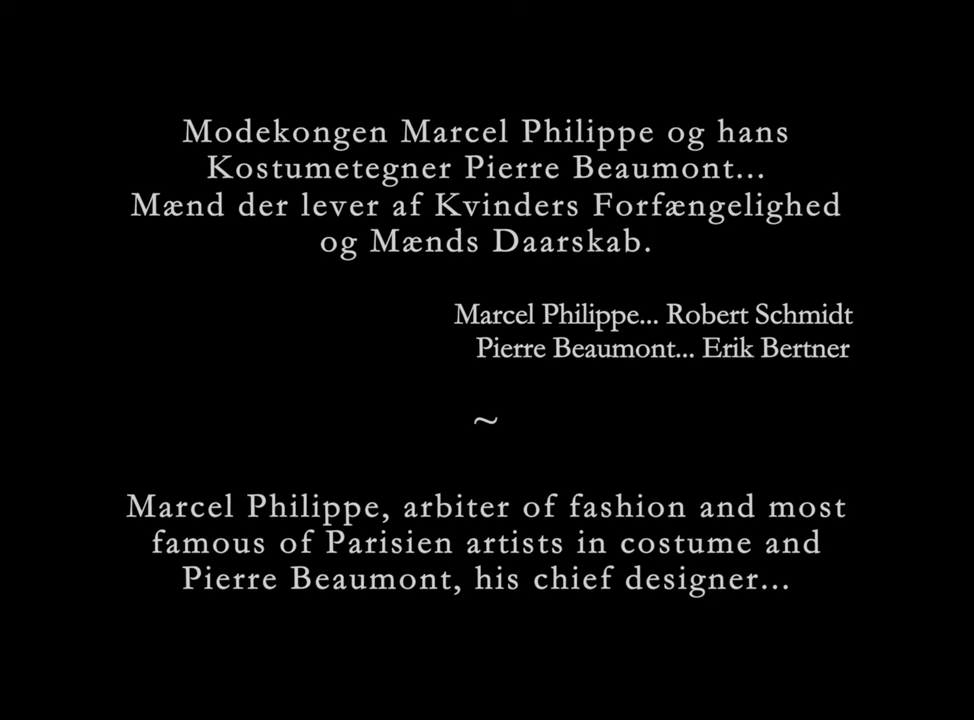 Modekongen Marcel Philippe og hans
Kostumetegner Pierre Beaumont...
Mænd der lever af Kvinders Forfængelighed
og Mænds Daarskab.
Marcel Philippe... Robert Schmidt
Pierre Beaumont... Erik Bertner
~
Marcel Philippe, arbiter of fashion and most
famous of Parisien artists in costume and
Pierre Beaumont, his chief designer...